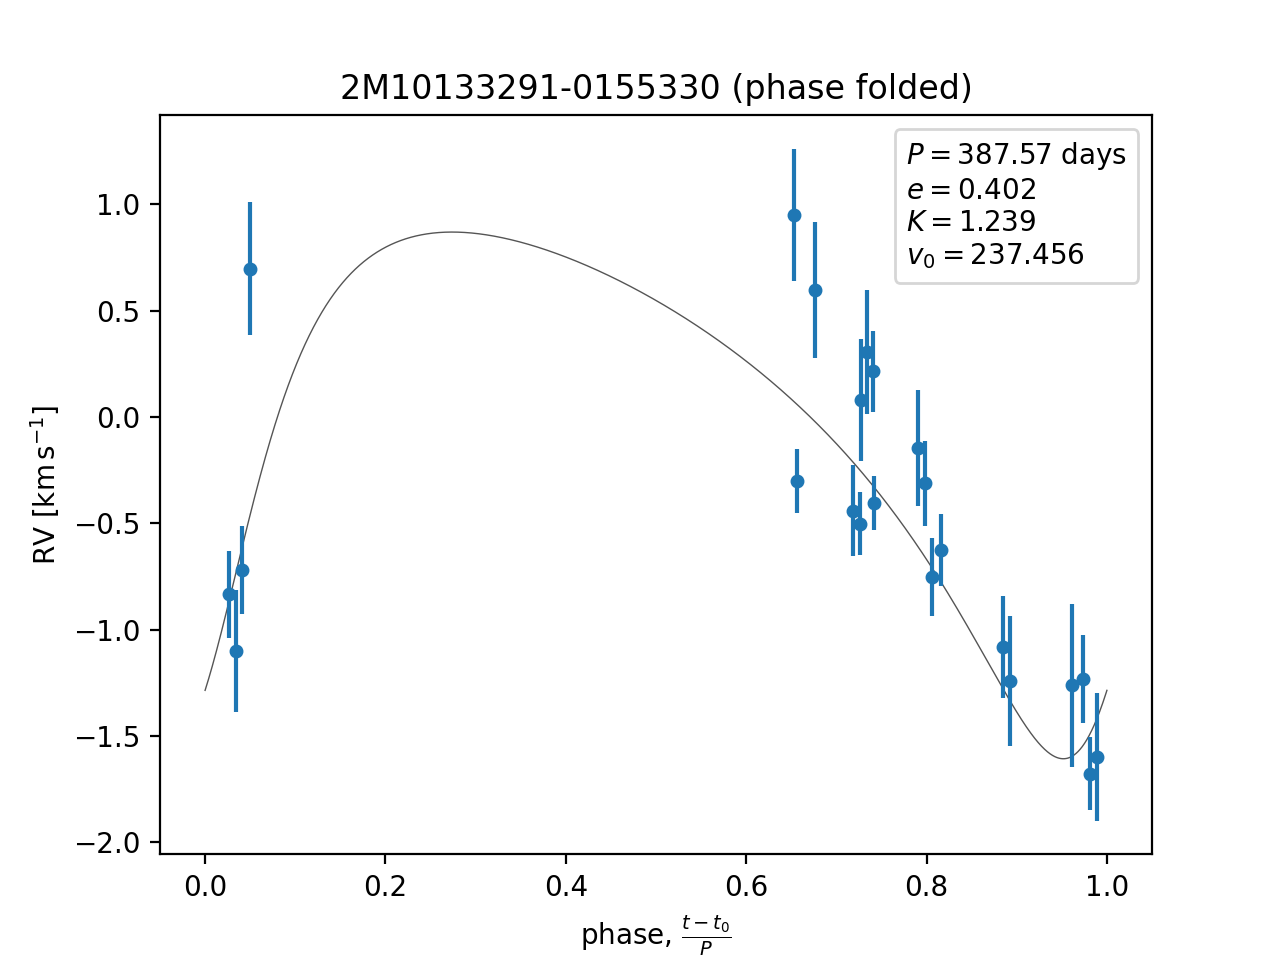 2M10133291-0155330 (phase folded)
P = 387.57 days
e = 0.402
K = 1.239
v₀ = 237.456
1.0
0.5
0.0
−0.5
−1.0
−1.5
−2.0
RV [km s⁻¹]
0.0 0.2 0.4 0.6 0.8 1.0
phase, (t − t₀)/P